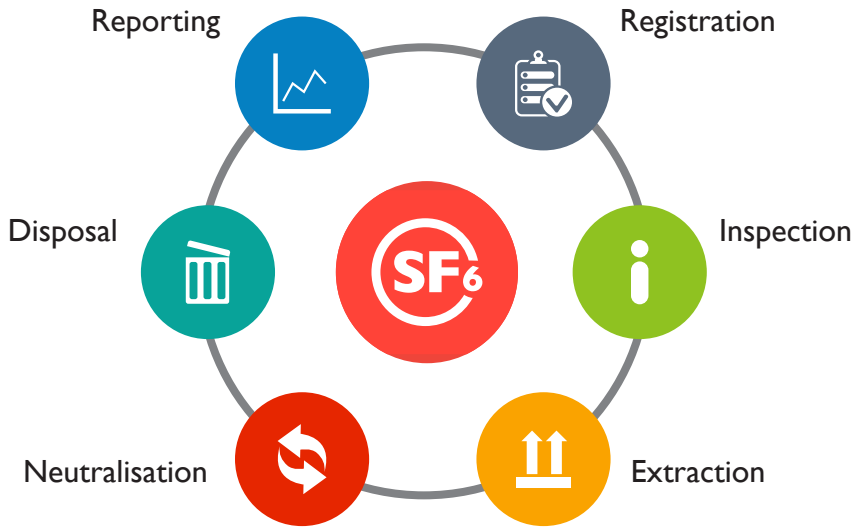 Reporting
Registration
Disposal
SF6
Inspection
Neutralisation
Extraction